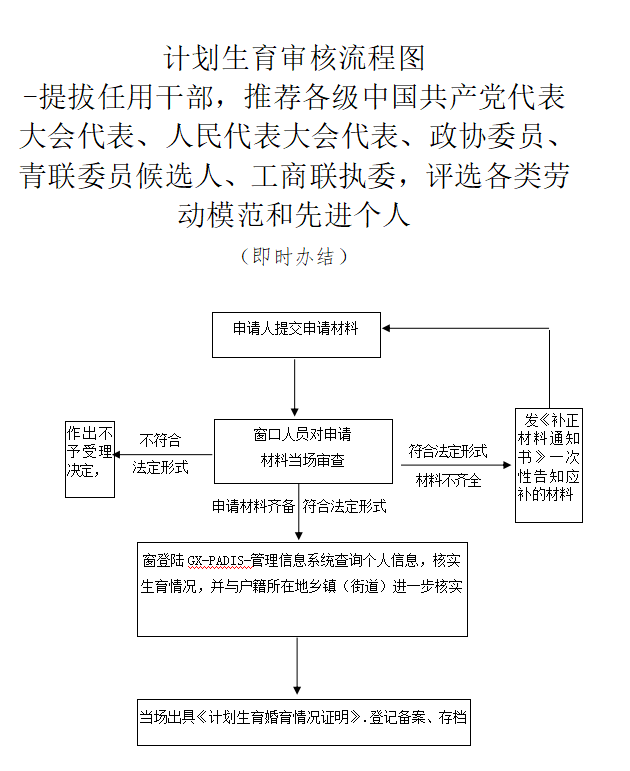 计划生育审核流程图
-提拔任用干部，推荐各级中国共产党代表
大会代表、人民代表大会代表、政协委员、
青联委员候选人、工商联执委，评选各类劳
动模范和先进个人
（即时办结）
申请人提交申请材料
作出不
予受理
决定，
不符合
法定形式
窗口人员对申请
材料当场审查
符合法定形式
材料不齐全
发《补正
材料通知
书》一次
性告知应
补的材料
申请材料齐备
符合法定形式
窗登陆 GX-PADIS-管理信息系统查询个人信息，核实
生育情况，并与户籍所在地乡镇（街道）进一步核实
当场出具《计划生育婚育情况证明》.登记备案、存档